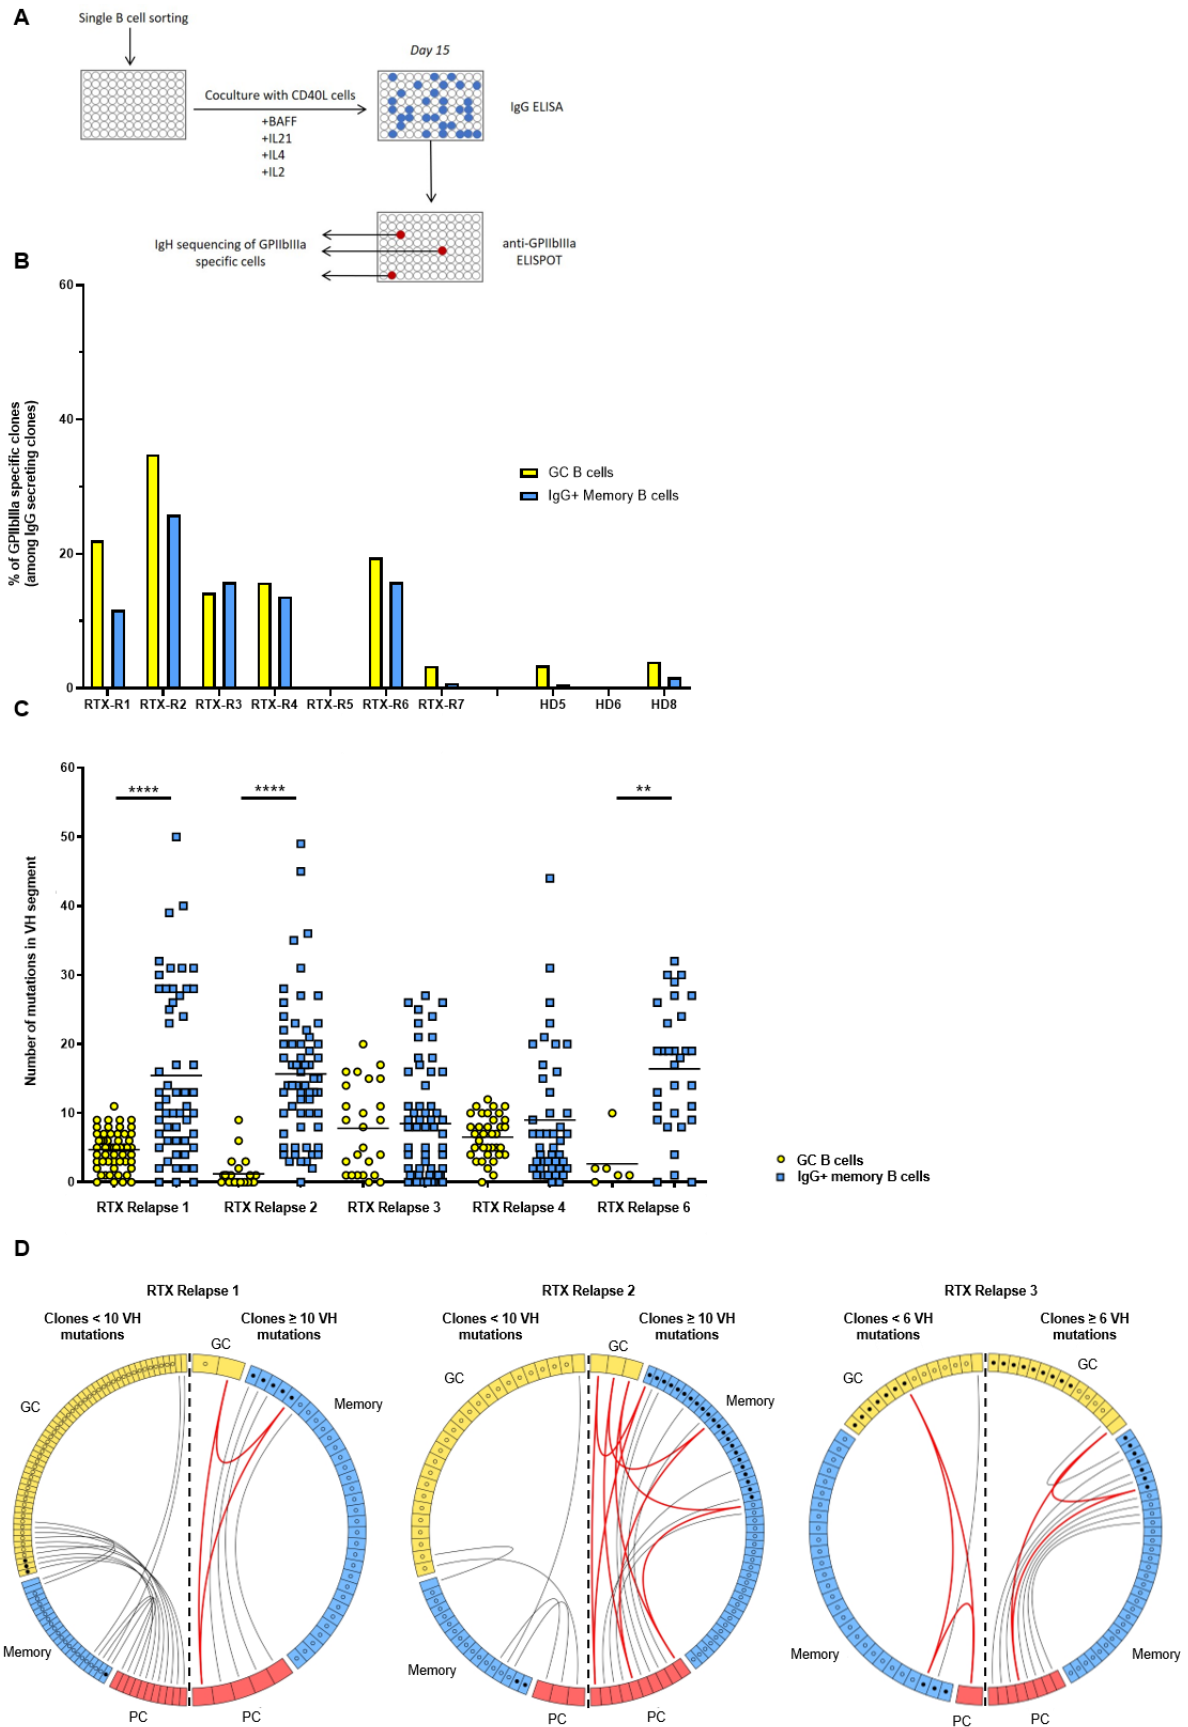 A
Single B cell sorting
Day 15
Coculture with CD40L cells
+BAFF
+IL21
+IL4
+IL2
IgG ELISA
IgH sequencing of GPIIbIIIa
specific cells
anti-GPIIbIIIa
ELISPOT
B
% of GPIIbIIIa specific clones
(among IgG secreting clones)
60
40
20
0
GC B cells
IgG+ Memory B cells
RTX-R1 RTX-R2 RTX-R3 RTX-R4 RTX-R5 RTX-R6 RTX-R7 HD5 HD6 HD8
C
Number of mutations in VH segment
60
50
40
30
20
10
0
**** **** **
GC B cells
IgG+ memory B cells
RTX Relapse 1 RTX Relapse 2 RTX Relapse 3 RTX Relapse 4 RTX Relapse 6
D
RTX Relapse 1
Clones < 10 VH
mutations
Clones ≥ 10 VH
mutations
GC
GC
Memory
Memory
PC
PC
RTX Relapse 2
Clones < 10 VH
mutations
Clones ≥ 10 VH
mutations
GC
GC
Memory
Memory
PC
PC
RTX Relapse 3
Clones < 6 VH
mutations
Clones ≥ 6 VH
mutations
GC
GC
Memory
Memory
PC
PC